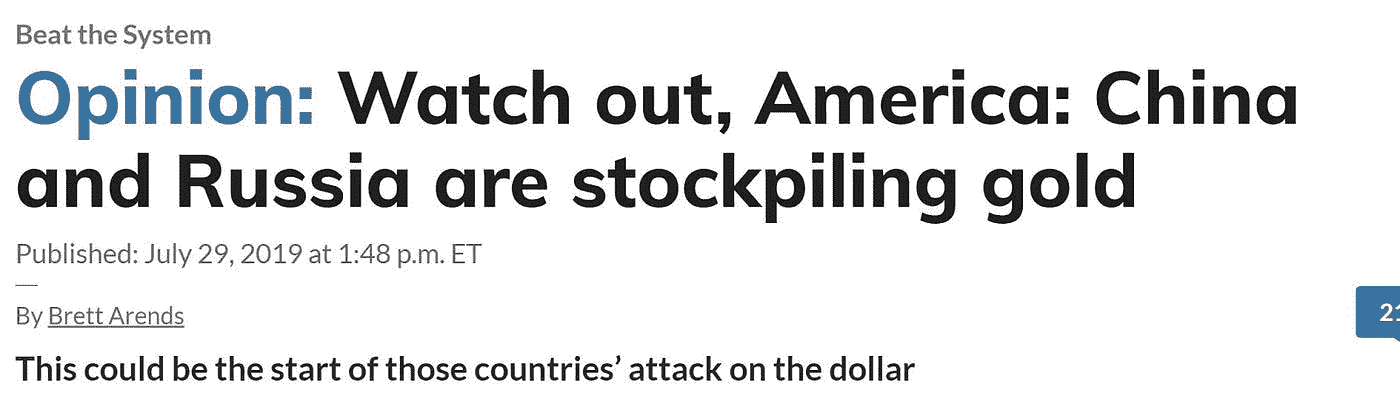 Beat the System
Opinion: Watch out, America: China
and Russia are stockpiling gold
Published: July 29, 2019 at 1:48 p.m. ET
—
By Brett Arends
This could be the start of those countries’ attack on the dollar